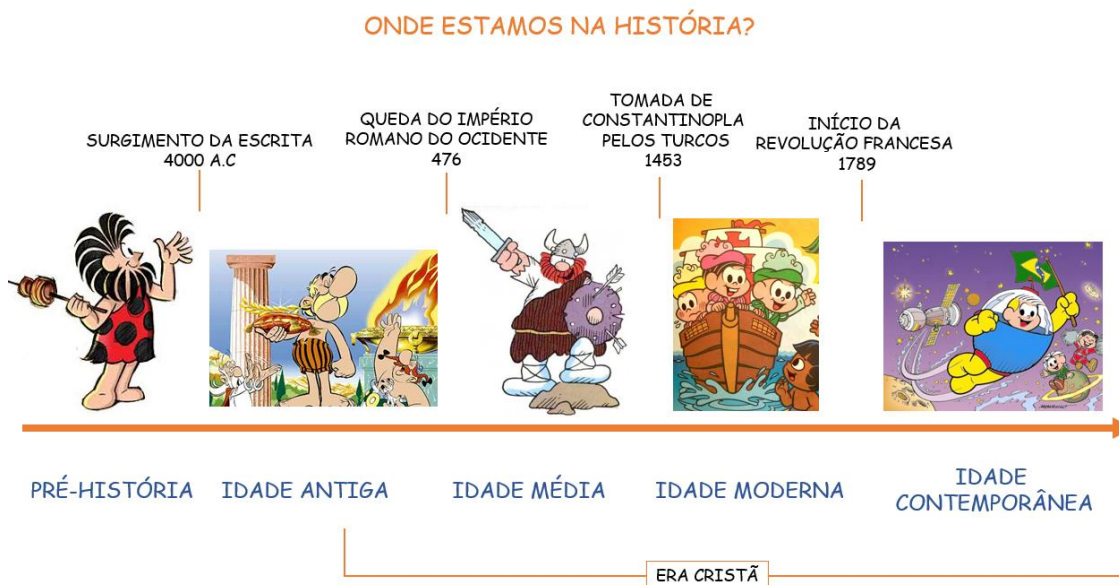 ONDE ESTAMOS NA HISTÓRIA?
SURGIMENTO DA ESCRITA
4000 A.C
QUEDA DO IMPÉRIO
ROMANO DO OCIDENTE
476
TOMADA DE
CONSTANTINOPLA
PELOS TURCOS
1453
INÍCIO DA
REVOLUÇÃO FRANCESA
1789
PRÉ-HISTÓRIA
IDADE ANTIGA
IDADE MÉDIA
IDADE MODERNA
IDADE
CONTEMPORÂNEA
ERA CRISTÃ